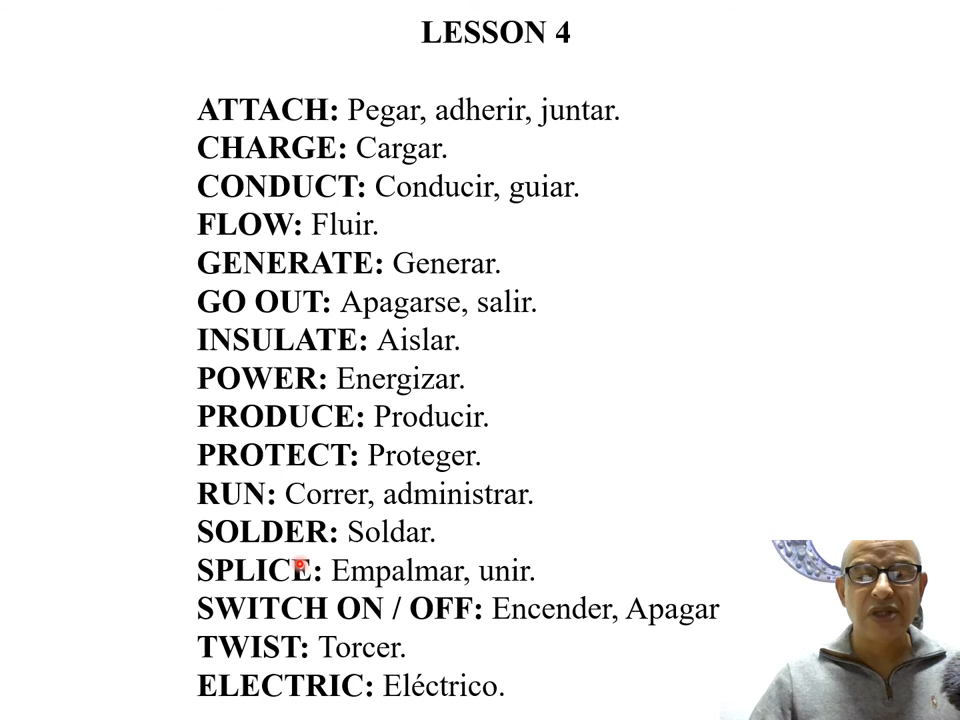 LESSON 4
ATTACH: Pegar, adherir, juntar.
CHARGE: Cargar.
CONDUCT: Conducir, guiar.
FLOW: Fluir.
GENERATE: Generar.
GO OUT: Apagarse, salir.
INSULATE: Aislar.
POWER: Energizar.
PRODUCE: Producir.
PROTECT: Proteger.
RUN: Correr, administrar.
SOLDER: Soldar.
SPLICE: Empalmar, unir.
SWITCH ON / OFF: Encender, Apagar
TWIST: Torcer.
ELECTRIC: Eléctrico.